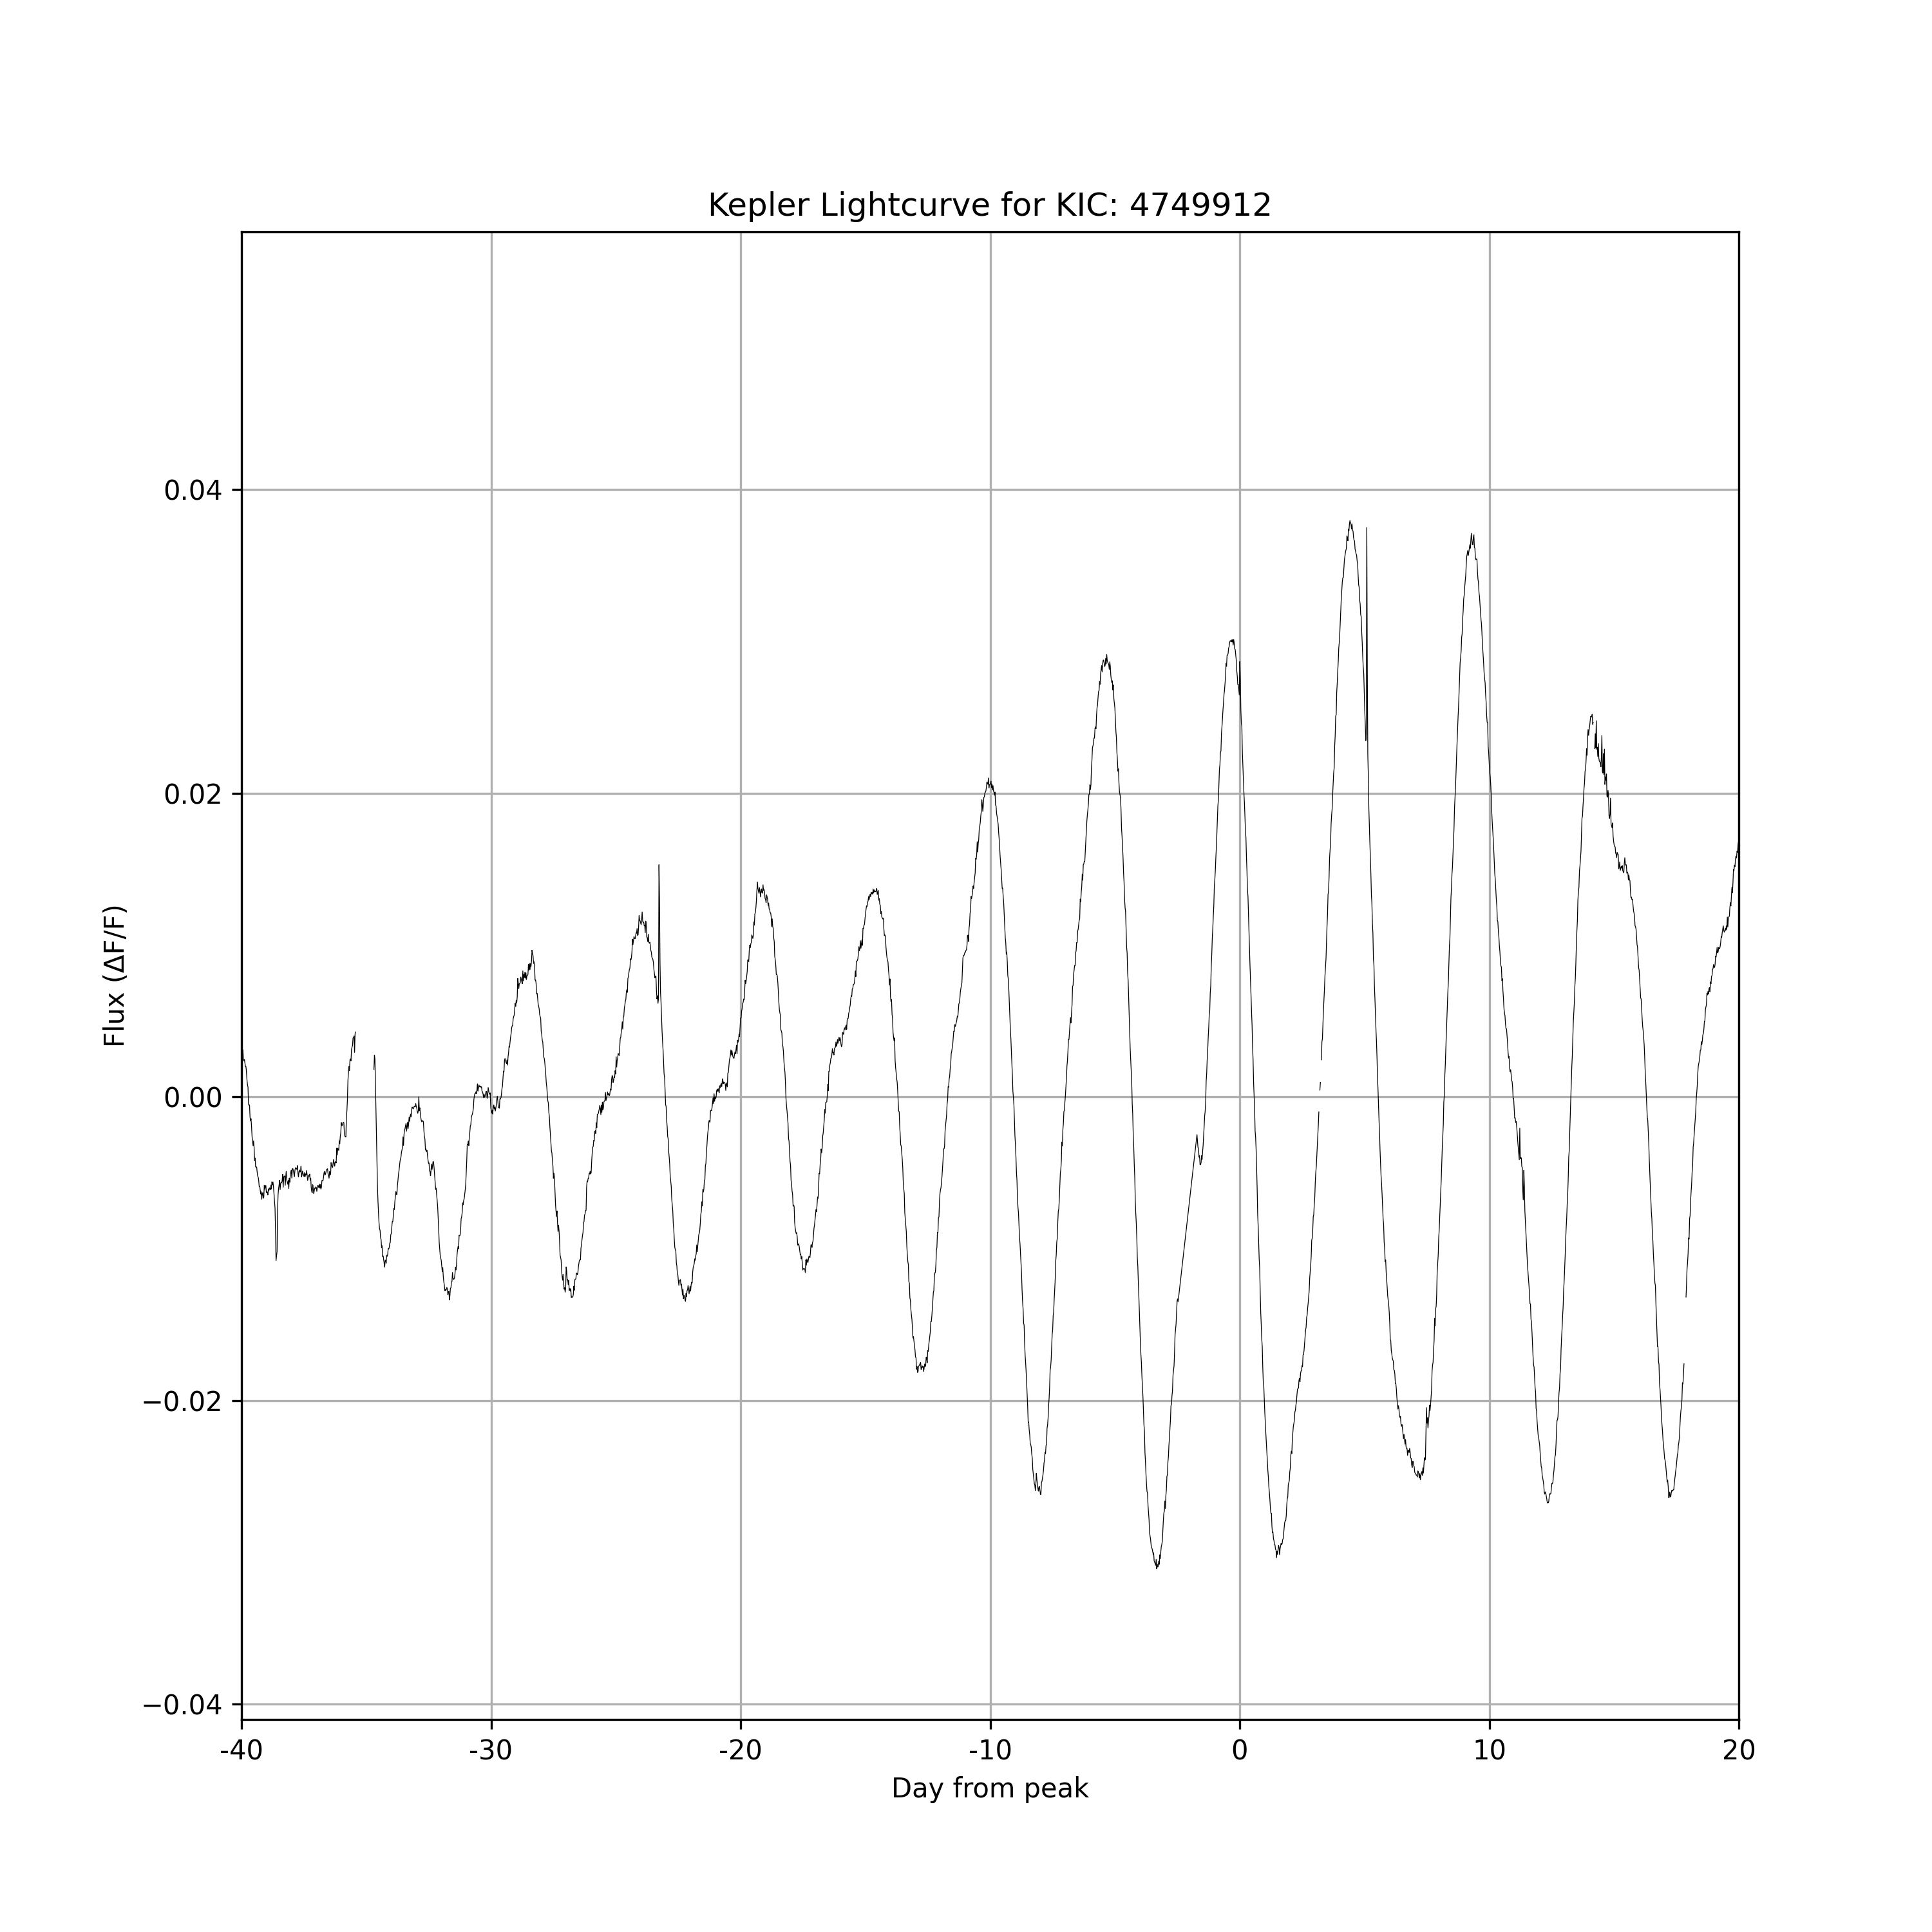 Kepler Lightcurve for KIC: 4749912
Flux (ΔF/F)
0.04
0.02
0.00
−0.02
−0.04
-40 -30 -20 -10 0 10 20
Day from peak